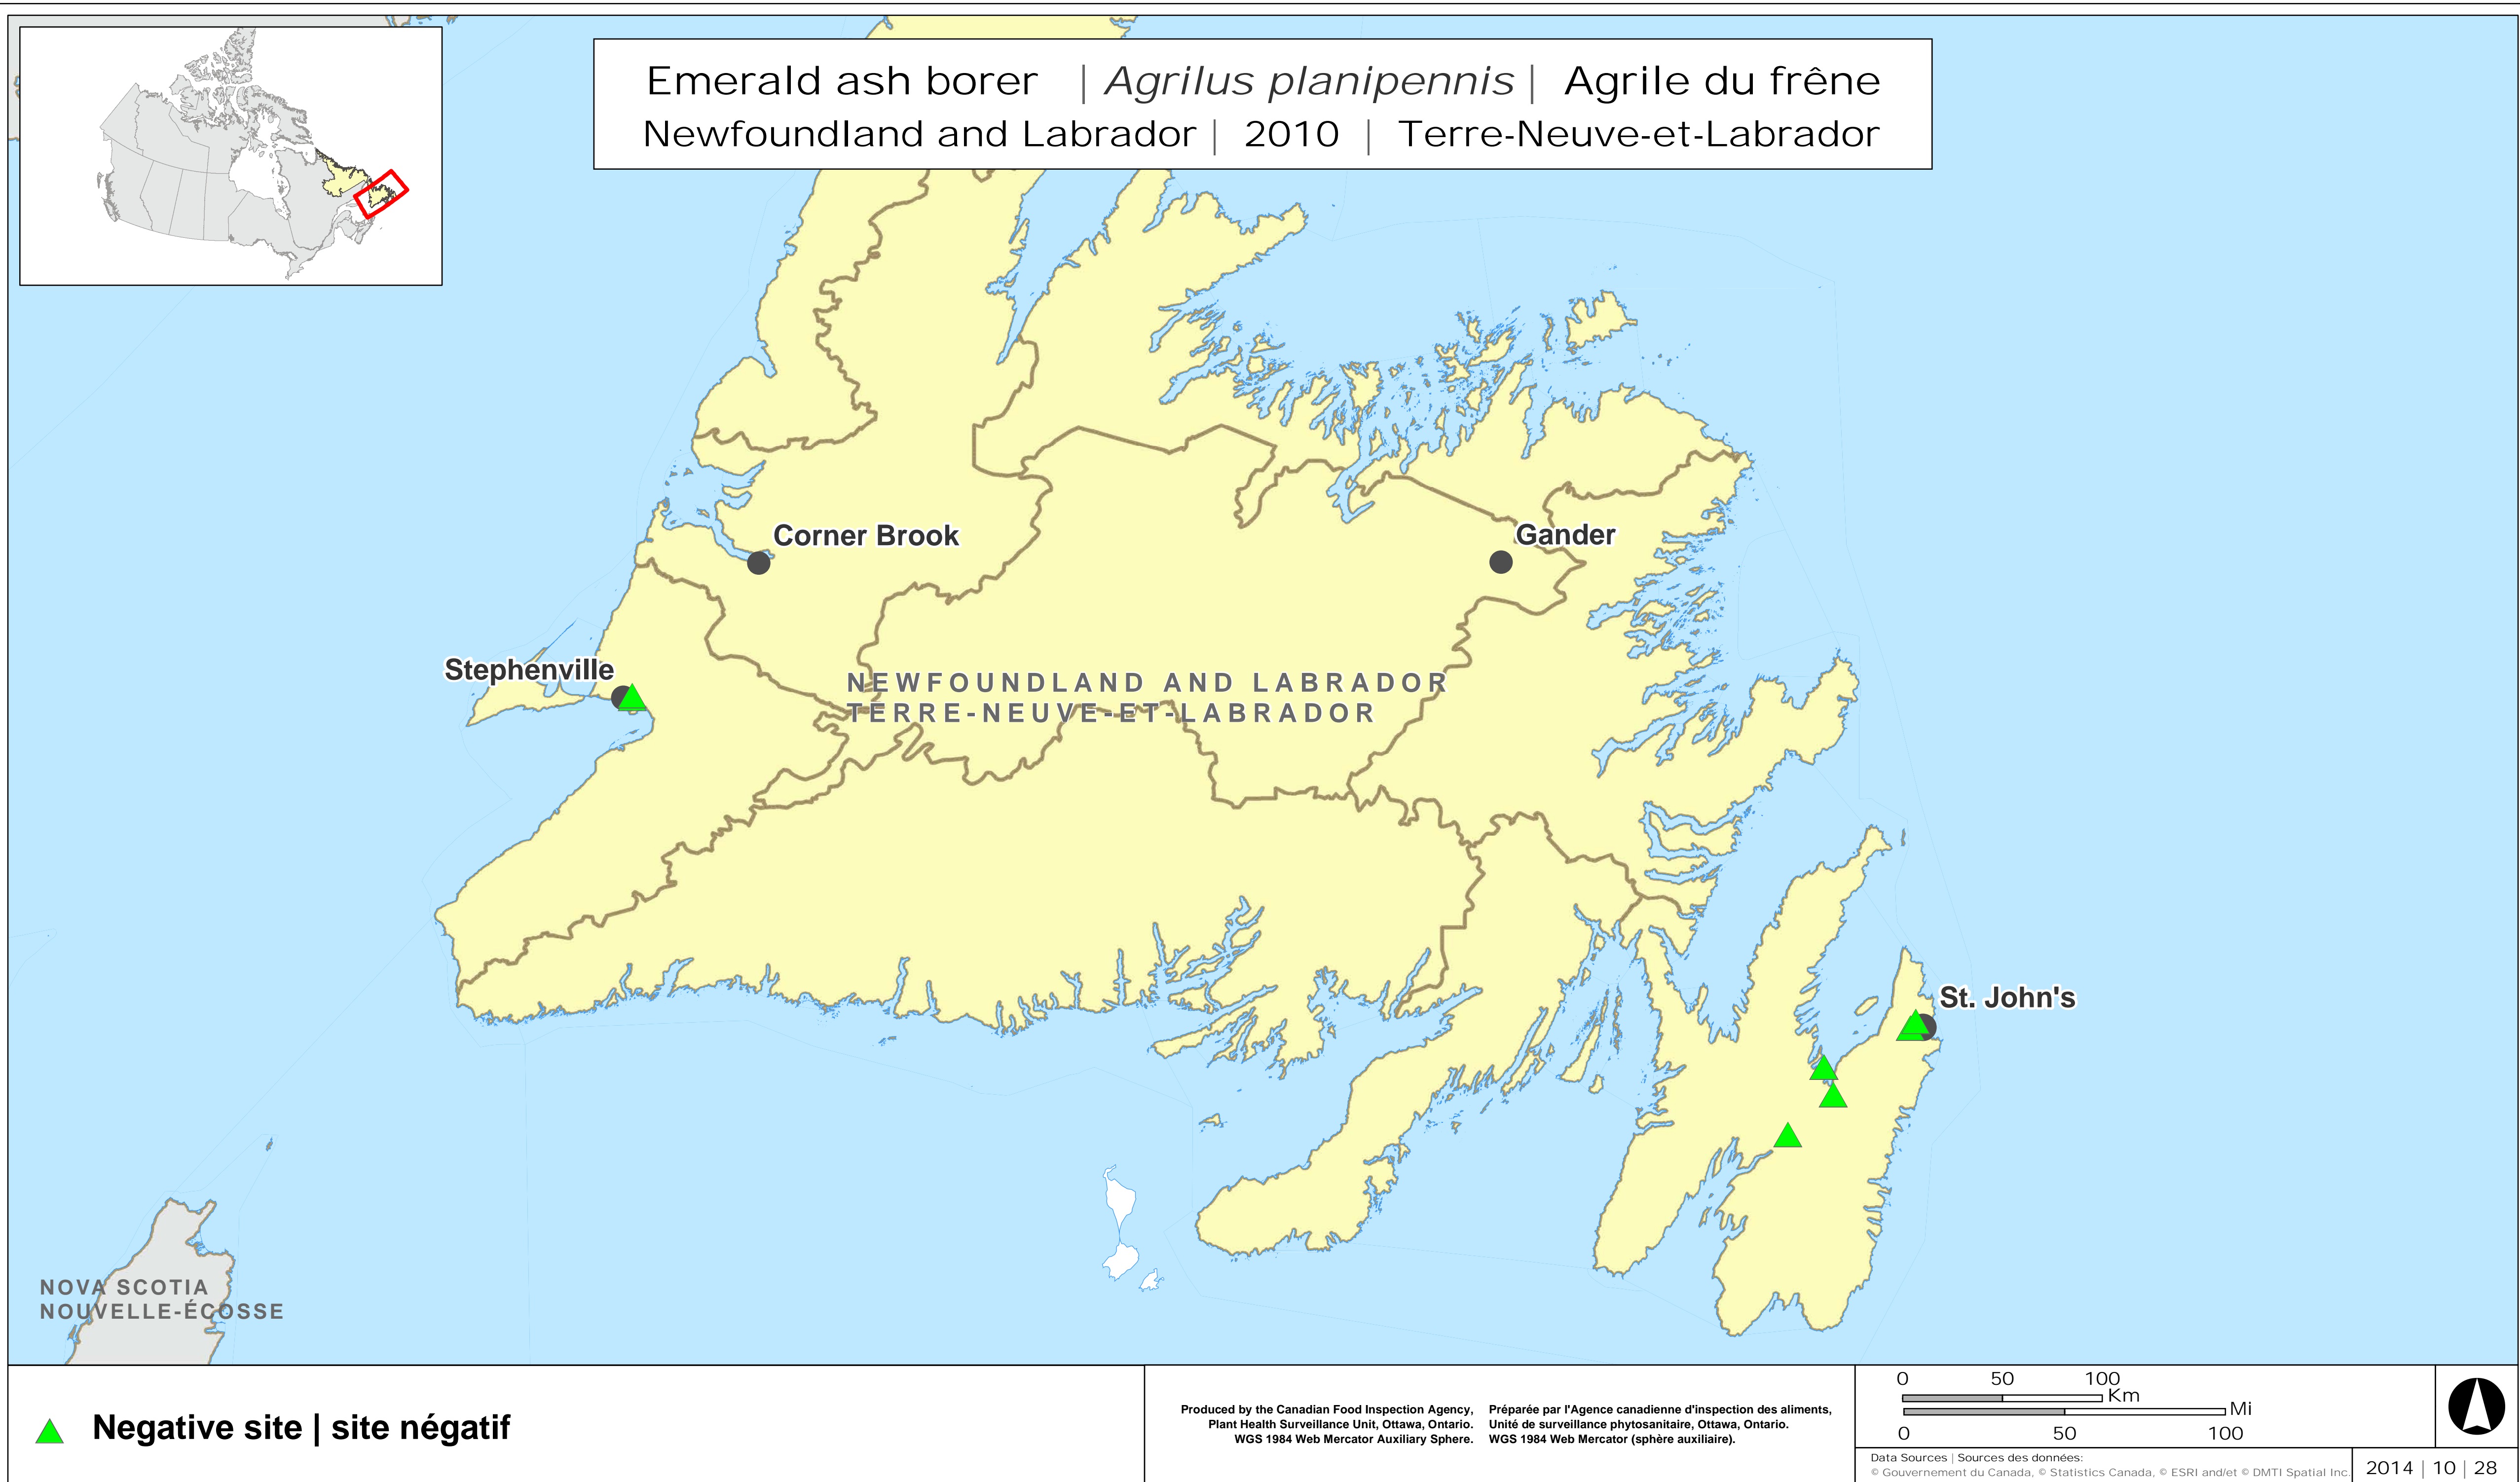 Emerald ash borer | Agrilus planipennis | Agrile du frêne
Newfoundland and Labrador | 2010 | Terre-Neuve-et-Labrador
Corner Brook
Gander
Stephenville
NEWFOUNDLAND AND LABRADOR
TERRE-NEUVE-ET-LABRADOR
St. John's
NOVA SCOTIA
NOUVELLE-ÉCOSSE
Negative site | site négatif
Produced by the Canadian Food Inspection Agency,
Plant Health Surveillance Unit, Ottawa, Ontario.
WGS 1984 Web Mercator Auxiliary Sphere.
Préparée par l'Agence canadienne d'inspection des aliments,
Unité de surveillance phytosanitaire, Ottawa, Ontario.
WGS 1984 Web Mercator (sphère auxiliaire).
0 50 100
Km
Mi
0 50 100
Data Sources | Sources des données:
© Gouvernement du Canada, © Statistics Canada, © ESRI and/et © DMTI Spatial Inc.
2014 | 10 | 28